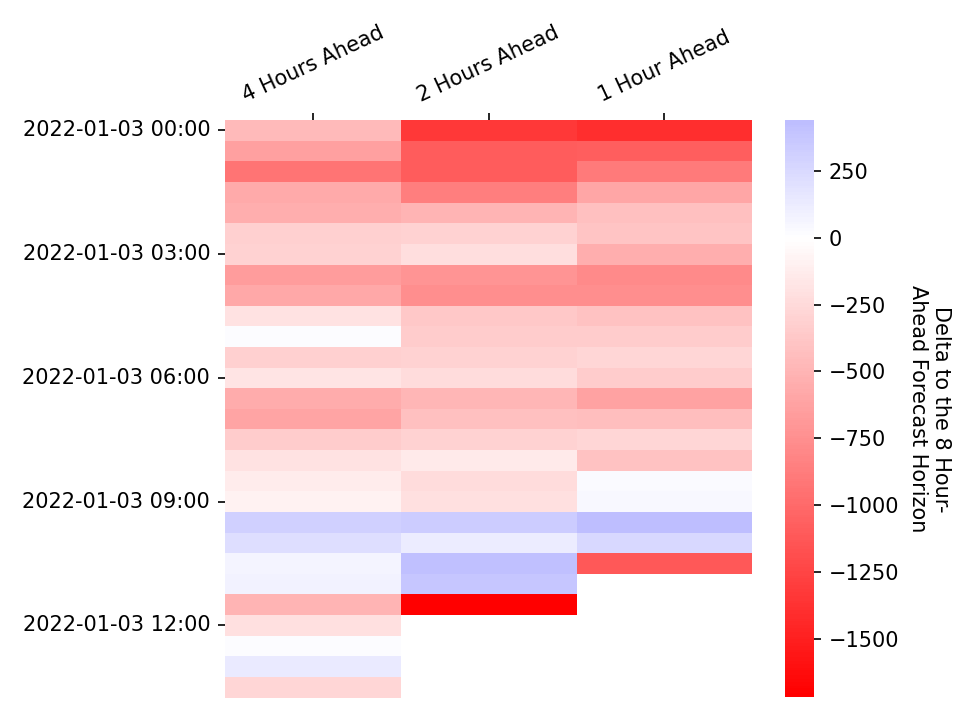 4 Hours Ahead
2 Hours Ahead
1 Hour Ahead
2022-01-03 00:00
2022-01-03 03:00
2022-01-03 06:00
2022-01-03 09:00
2022-01-03 12:00
250
0
−250
−500
−750
−1000
−1250
−1500
Delta to the 8 Hour-
Ahead Forecast Horizon